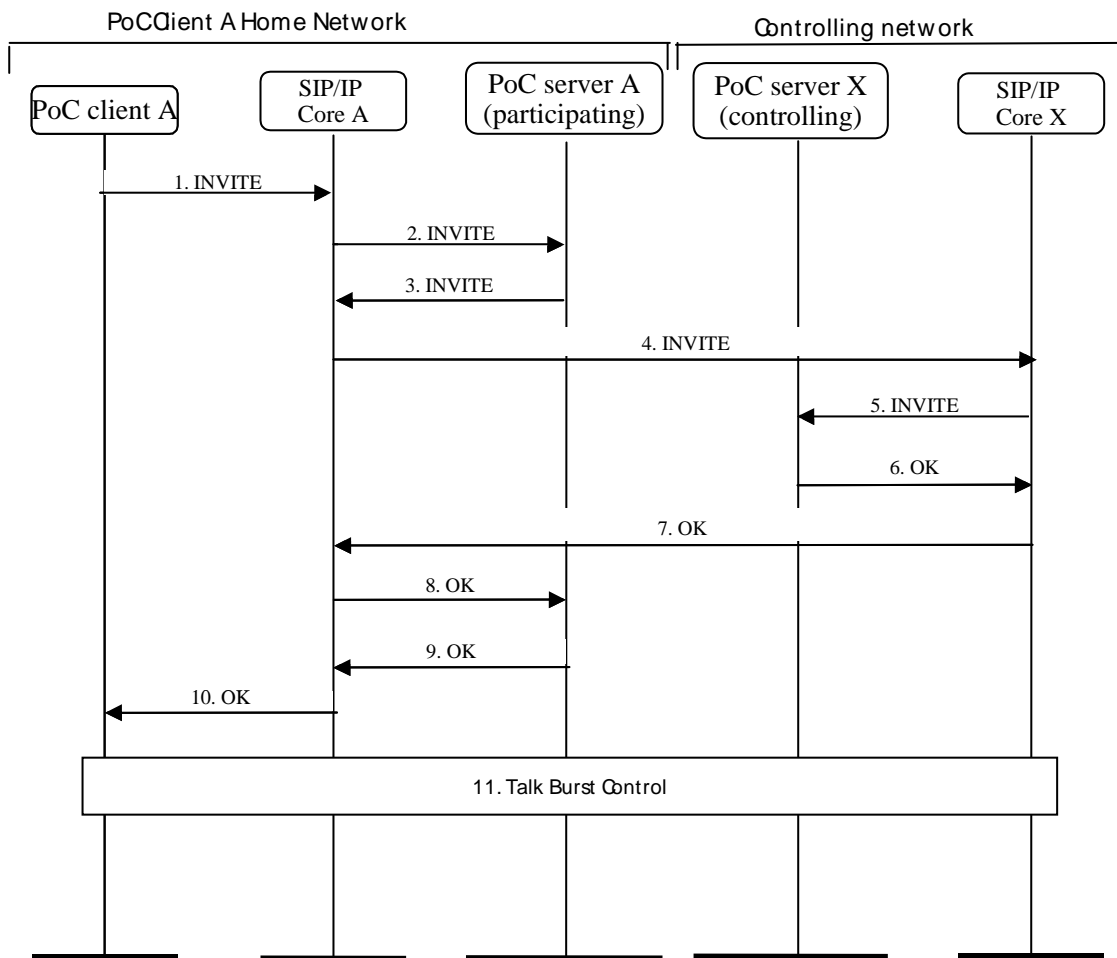 PoCClient A Home Network
Controlling network
PoC client A
SIP/IP
Core A
PoC server A
(participating)
PoC server X
(controlling)
SIP/IP
Core X
1. INVITE
2. INVITE
3. INVITE
4. INVITE
5. INVITE
6. OK
7. OK
8. OK
9. OK
10. OK
11. Talk Burst Control